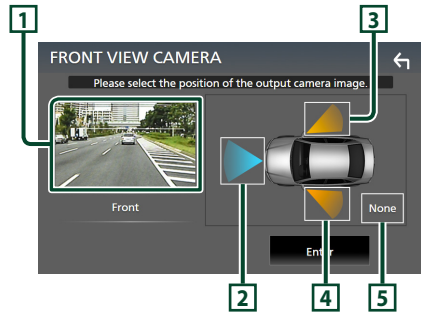 1
3
FRONT VIEW CAMERA
Please select the position of the output camera image.
Front
None
Enter
2
4
5